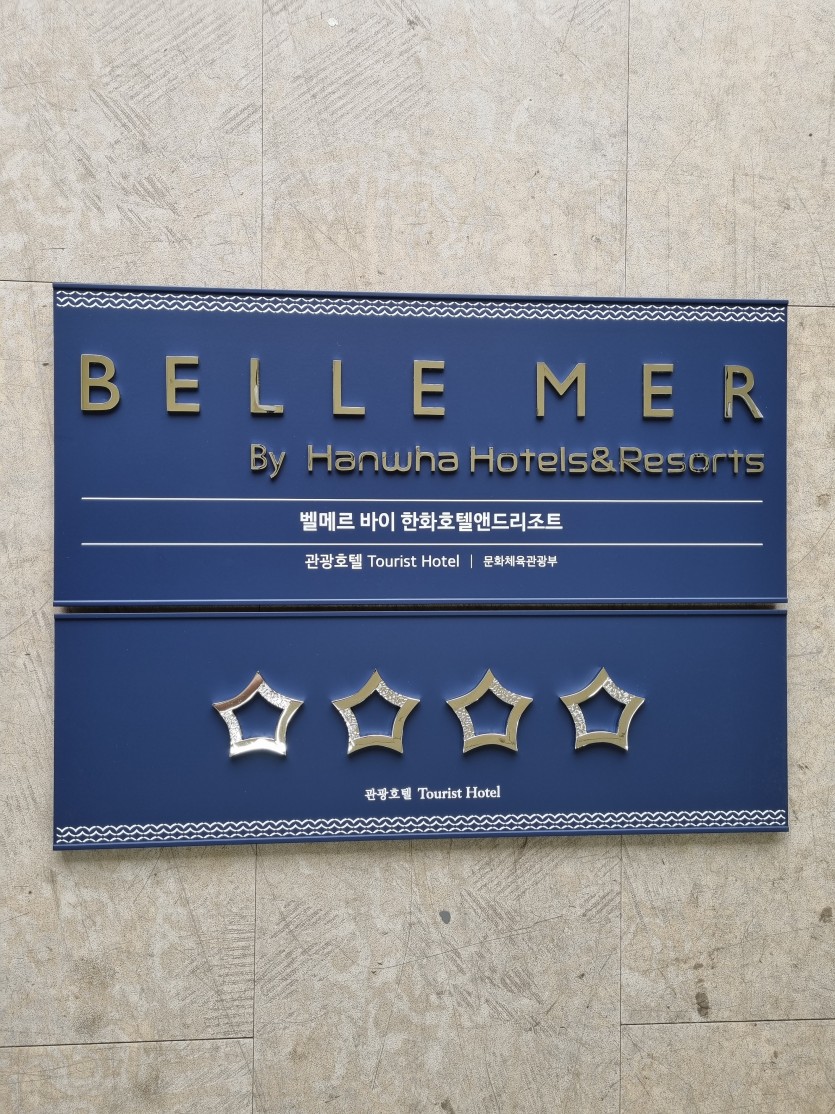 BELLE MER
By Hanwha Hotels&Resorts
벨메르 바이 한화호텔앤드리조트
관광호텔 Tourist Hotel | 문화체육관광부
관광호텔 Tourist Hotel